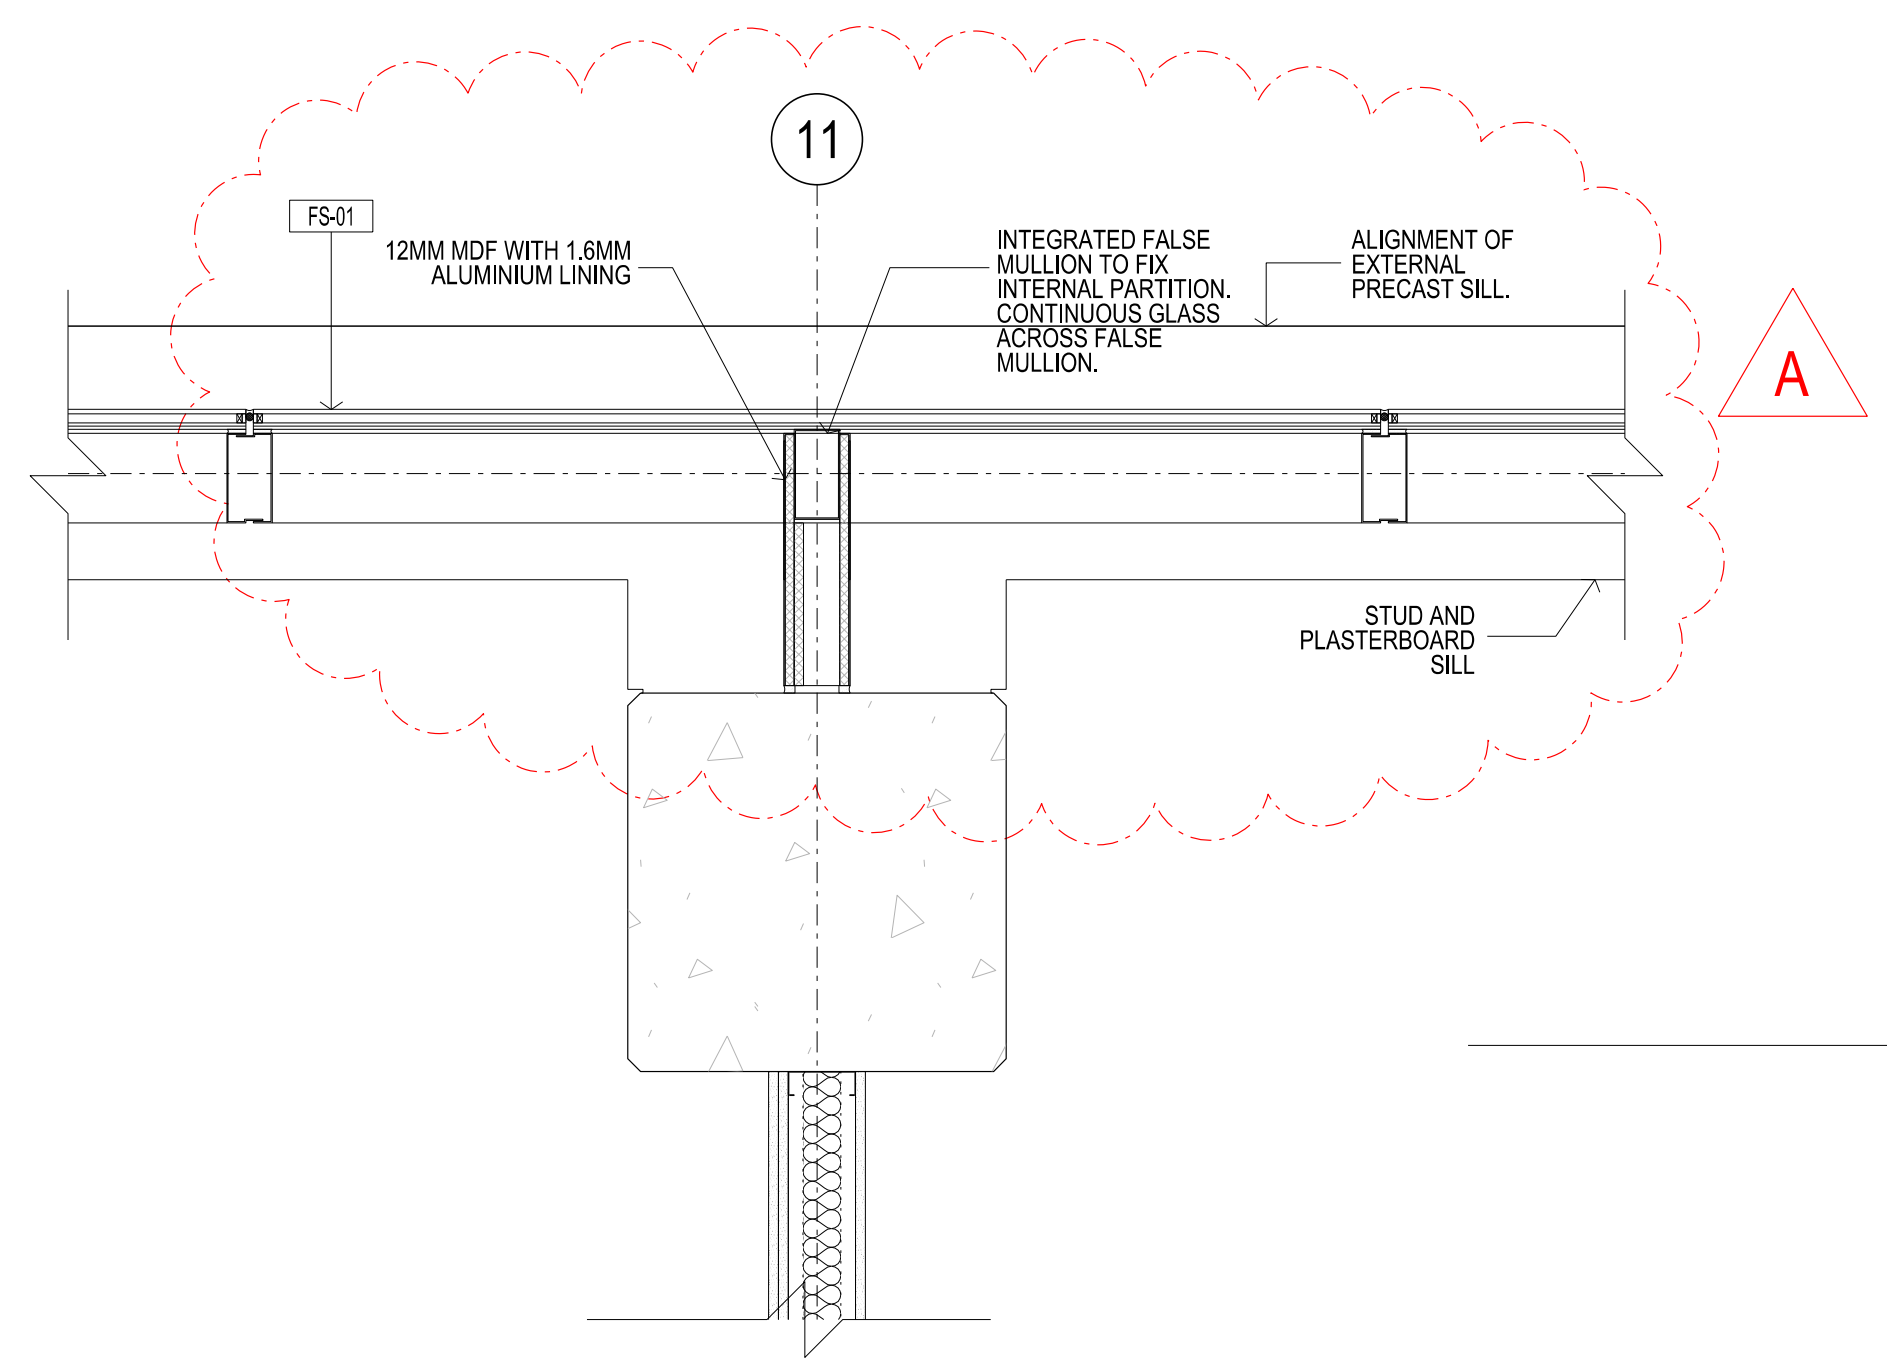 11
FS-01
12MM MDF WITH 1.6MM
ALUMINIUM LINING
INTEGRATED FALSE
MULLION TO FIX
INTERNAL PARTITION.
CONTINUOUS GLASS
ACROSS FALSE
MULLION.
ALIGNMENT OF
EXTERNAL
PRECAST SILL.
A
STUD AND
PLASTERBOARD
SILL